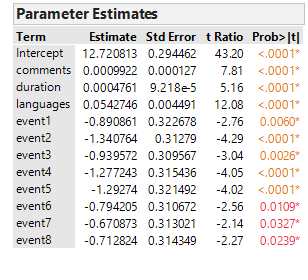 Parameter Estimates
Term Estimate Std Error t Ratio Prob>|t|
Intercept 12.720813 0.294462 43.20 <.0001*
comments 0.0009922 0.000127 7.81 <.0001*
duration 0.0004761 9.218e-5 5.16 <.0001*
languages 0.0542746 0.004491 12.08 <.0001*
event1 -0.890861 0.322678 -2.76 0.0060*
event2 -1.340764 0.31279 -4.29 <.0001*
event3 -0.939572 0.309567 -3.04 0.0026*
event4 -1.277243 0.315436 -4.05 <.0001*
event5 -1.29274 0.321492 -4.02 <.0001*
event6 -0.794205 0.310672 -2.56 0.0109*
event7 -0.670873 0.313021 -2.14 0.0327*
event8 -0.712824 0.314349 -2.27 0.0239*